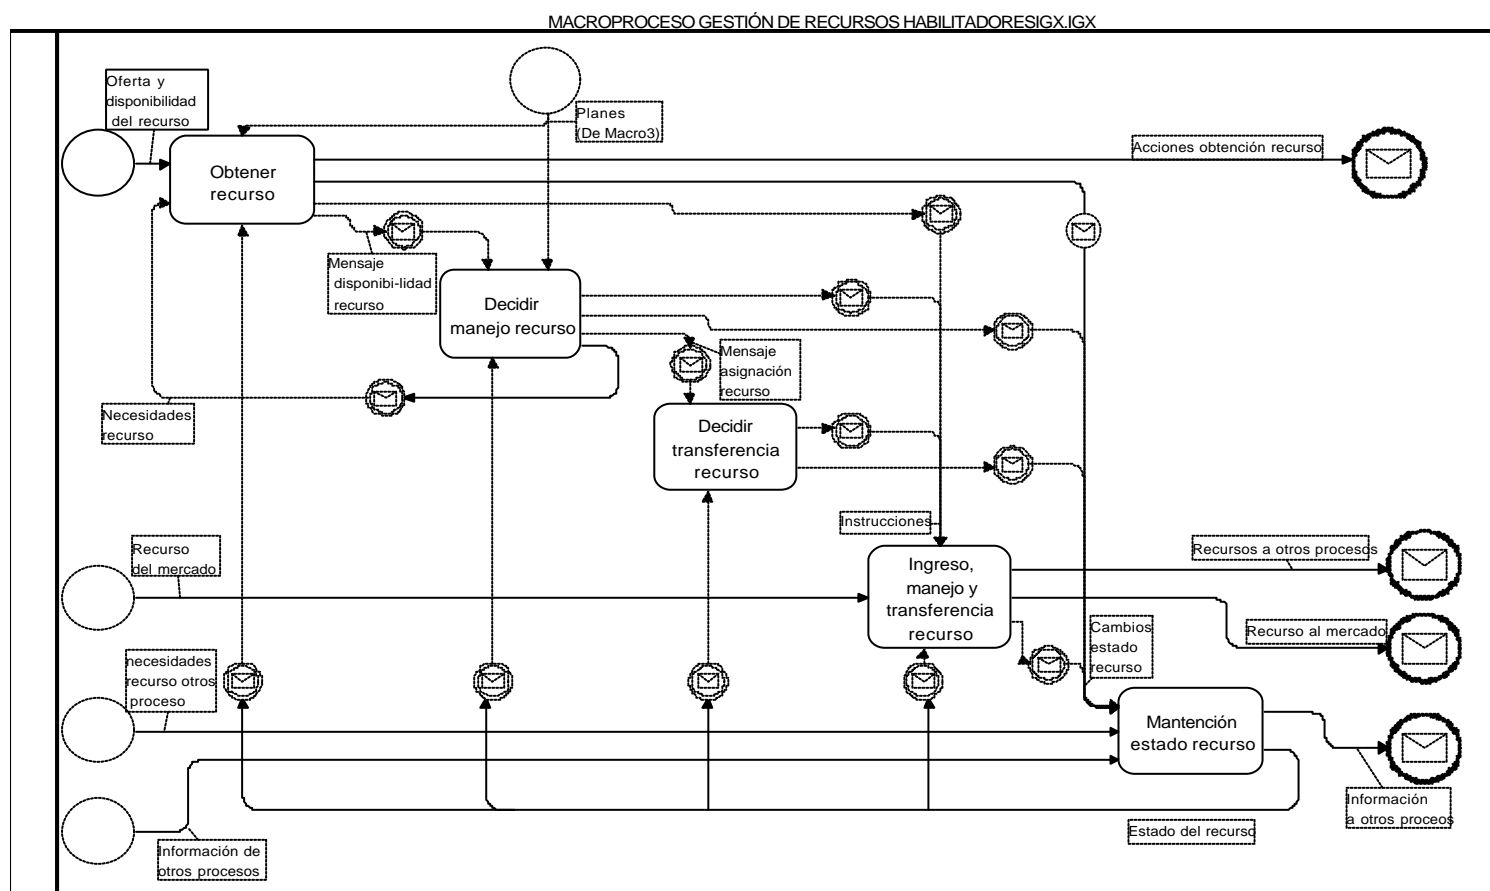 MACROPROCESO GESTIÓN DE RECURSOS HABILITADORESIGX.IGX
Oferta y
disponibilidad
del recurso
Planes
(De Macro3)
Acciones obtención recurso
Obtener
recurso
Mensaje
disponibi-lidad
recurso
Decidir
manejo recurso
Mensaje
asignación
recurso
Necesidades
recurso
Decidir
transferencia
recurso
Instrucciones
Recurso
del mercado
Ingreso,
manejo y
transferencia
recurso
Recursos a otros procesos
Cambios
estado
recurso
Recurso al mercado
necesidades
recurso otros
proceso
Mantención
estado recurso
Información
a otros proceos
Estado del recurso
Información de
otros procesos